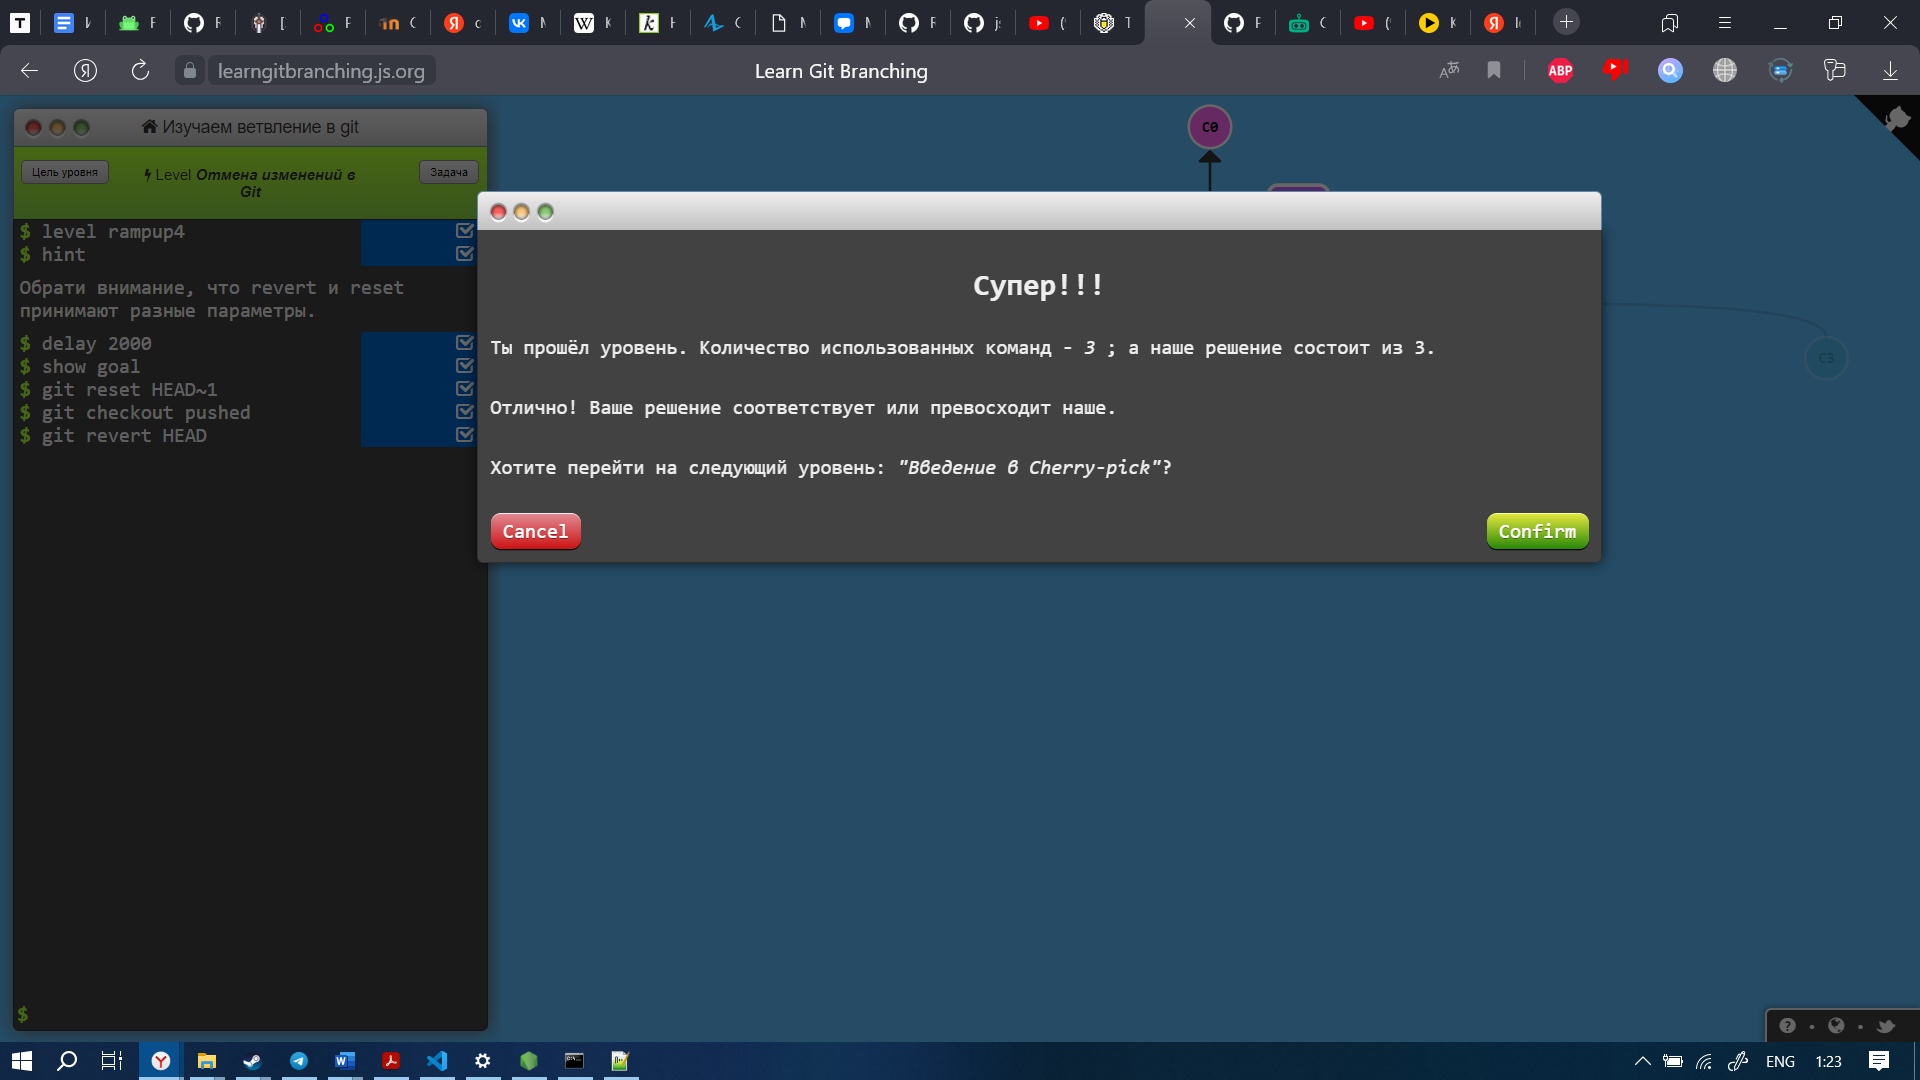 learngitbranching.js.org
Learn Git Branching
ABP
Изучаем ветвление в git
Цель уровня
Level Отмена изменений в
Git
Задача
$ level rampup4
$ hint
Обрати внимание, что revert и reset
принимают разные параметры.
$ delay 2000
$ show goal
$ git reset HEAD~1
$ git checkout pushed
$ git revert HEAD
$
C0
C3
Супер!!!
Ты прошёл уровень. Количество использованных команд - 3 ; а наше решение состоит из 3.
Отлично! Ваше решение соответствует или превосходит наше.
Хотите перейти на следующий уровень: "Введение в Cherry-pick"?
Cancel
Confirm
ENG
1:23